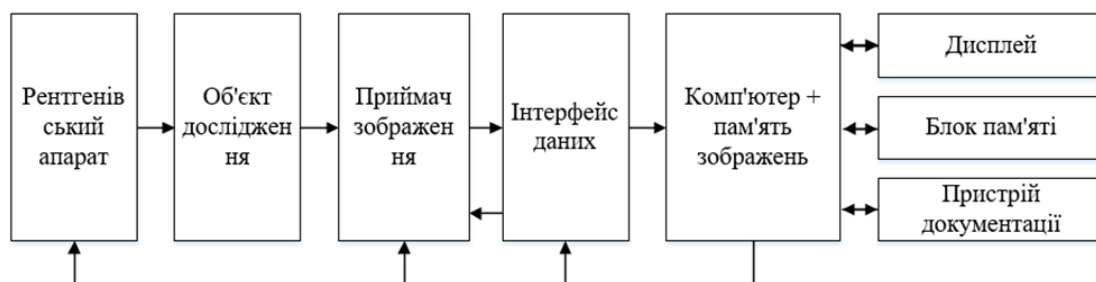 Рентгенів
ський
апарат
Об'єкт
дослiджен
ня
Приймач
зображен
ня
Інтерфейс
даних
Комп'ютер +
пам'ять
зображень
Дисплей
Блок пам'яті
Пристрій
документації